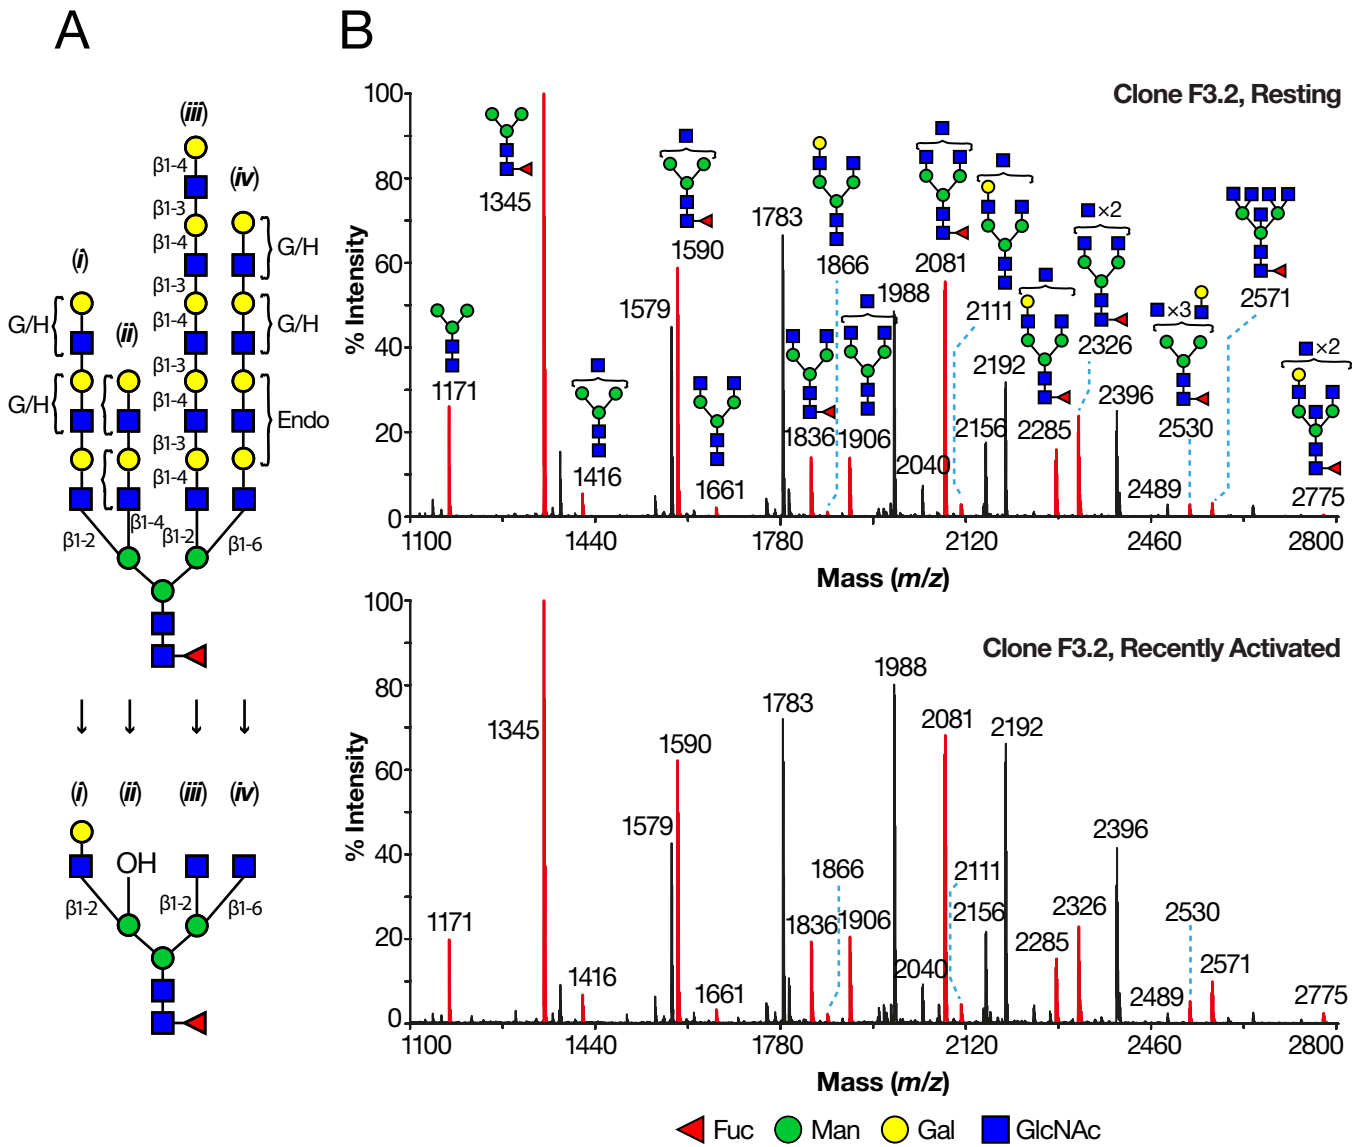 A
(iii)
β1-4
(iv)
β1-3
β1-4
G/H
(i)
β1-3
G/H
(ii)
β1-4
G/H
β1-3
G/H
β1-4
Endo
β1-3
β1-4
β1-4
β1-2
β1-2
β1-6
(i) (ii) (iii) (iv)
OH
β1-2
β1-2
β1-6
B
Clone F3.2, Resting
% Intensity
100
80
60
40
20
0
1345
1171
1416
1590
1579
1661
1783
1866
1836
1906
1988
2081
2040
2111
2156
2192
2285
×2
2326
2396
×3
2530
2489
2571
×2
2775
1100 1440 1780 2120 2460 2800
Mass (m/z)
Clone F3.2, Recently Activated
% Intensity
100
80
60
40
20
0
1171
1345
1416
1579
1590
1661
1783
1836
1866
1906
1988
2040
2081
2111
2156
2192
2285
2326
2396
2489
2530
2571
2775
1100 1440 1780 2120 2460 2800
Mass (m/z)
Fuc Man Gal GlcNAc